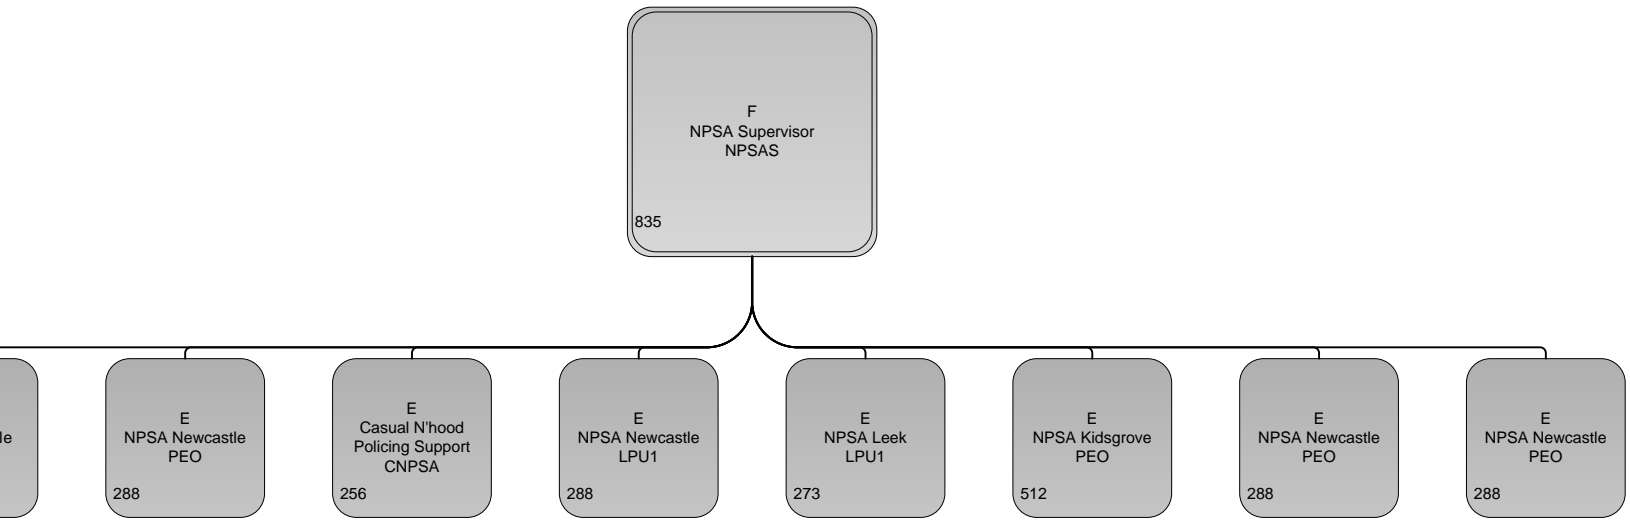 F
NPSA Supervisor
NPSAS
835
E
NPSA Newcastle
PEO
288
E
Casual N'hood
Policing Support
CNPSA
256
E
NPSA Newcastle
LPU1
288
E
NPSA Leek
LPU1
273
E
NPSA Kidsgrove
PEO
512
E
NPSA Newcastle
PEO
288
E
NPSA Newcastle
PEO
288